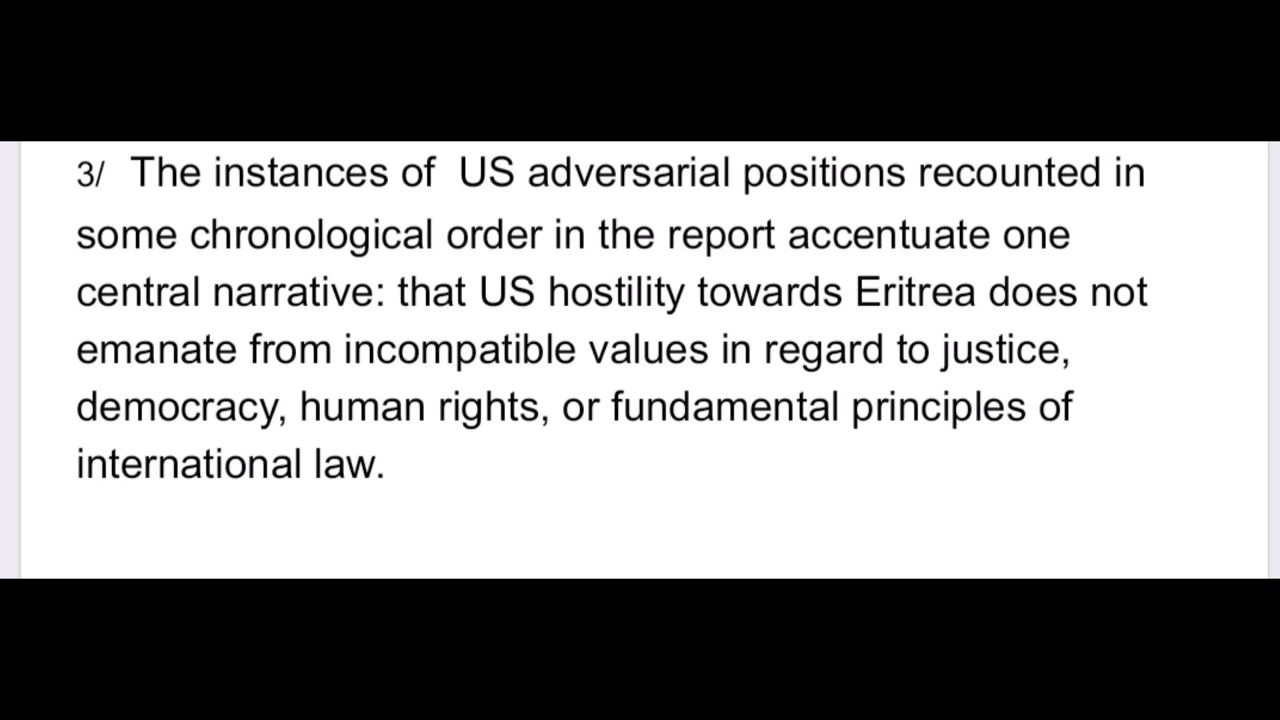 3/ The instances of US adversarial positions recounted in
some chronological order in the report accentuate one
central narrative: that US hostility towards Eritrea does not
emanate from incompatible values in regard to justice,
democracy, human rights, or fundamental principles of
international law.